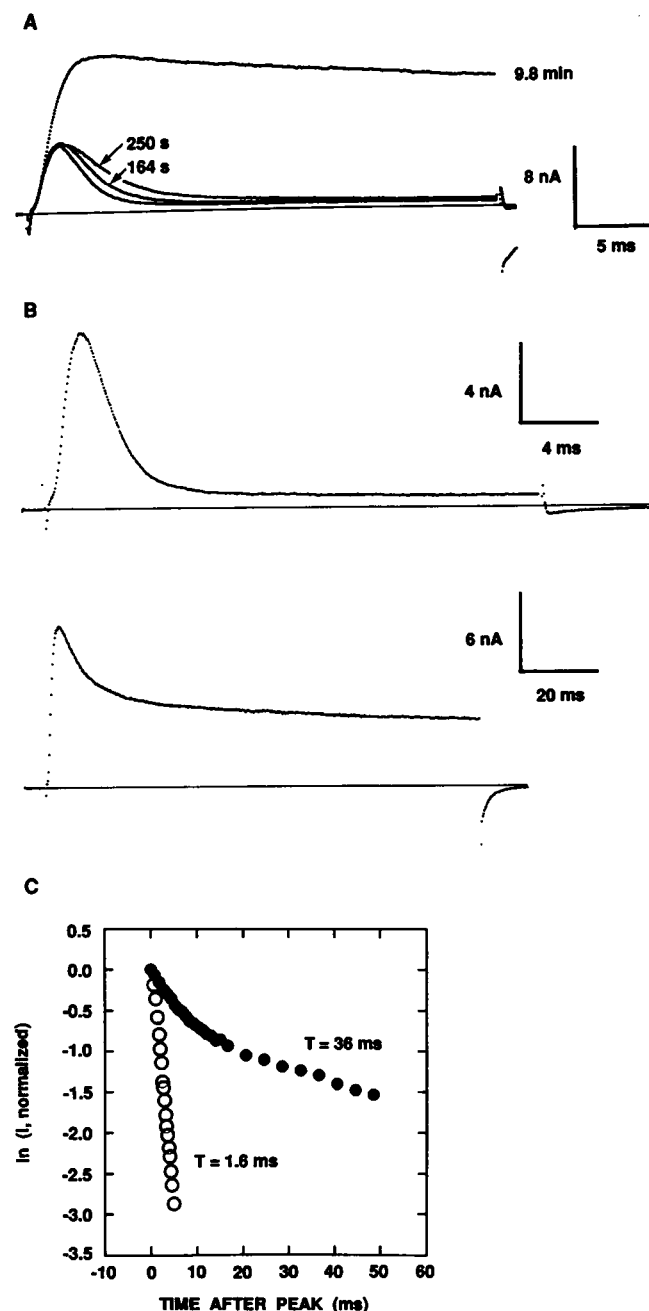 A
9.8 min
250 s
164 s
8 nA
5 ms
B
4 nA
4 ms
6 nA
20 ms
C
0.5
0.0
-0.5
-1.0
-1.5
-2.0
-2.5
-3.0
-3.5
T = 36 ms
T = 1.6 ms
-10 0 10 20 30 40 50 60
ln (I, normalized)
TIME AFTER PEAK (ms)